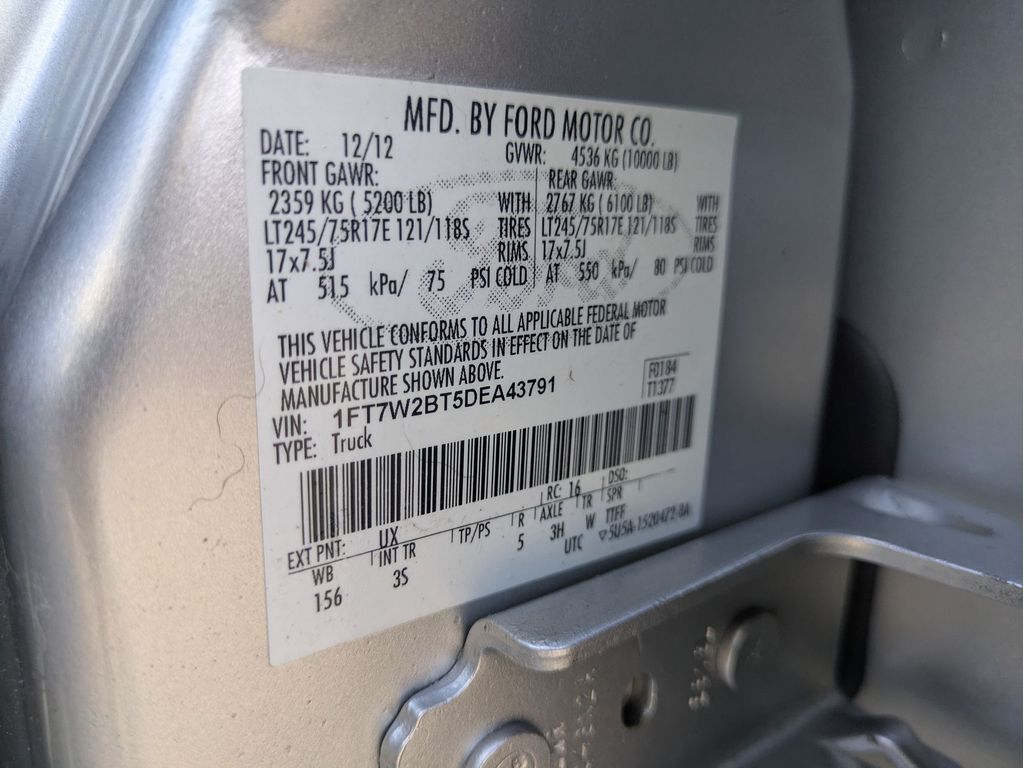 MFD. BY FORD MOTOR CO.
DATE: 12/12 GVWR: 4536 KG (10000 LB)
FRONT GAWR: REAR GAWR:
2359 KG ( 5200 LB) WITH 2767 KG ( 6100 LB) WITH
LT245/75R17E 121/118S TIRES LT245/75R17E 121/118S TIRES
17x7.5J RIMS 17x7.5J RIMS
AT 515 kPa/ 75 PSI COLD AT 550 kPa/ 80 PSI COLD
THIS VEHICLE CONFORMS TO ALL APPLICABLE FEDERAL MOTOR
VEHICLE SAFETY STANDARDS IN EFFECT ON THE DATE OF
MANUFACTURE SHOWN ABOVE.
F0184
T1377
VIN: 1FT7W2BT5DEA43791
TYPE: Truck
EXT PNT: UX RC: 16 DSO:
WB INT TR TP/PS R AXLE TR SPR
156 3S 5 3H W TTFF
UTC ▽5U5A-1520472-BA